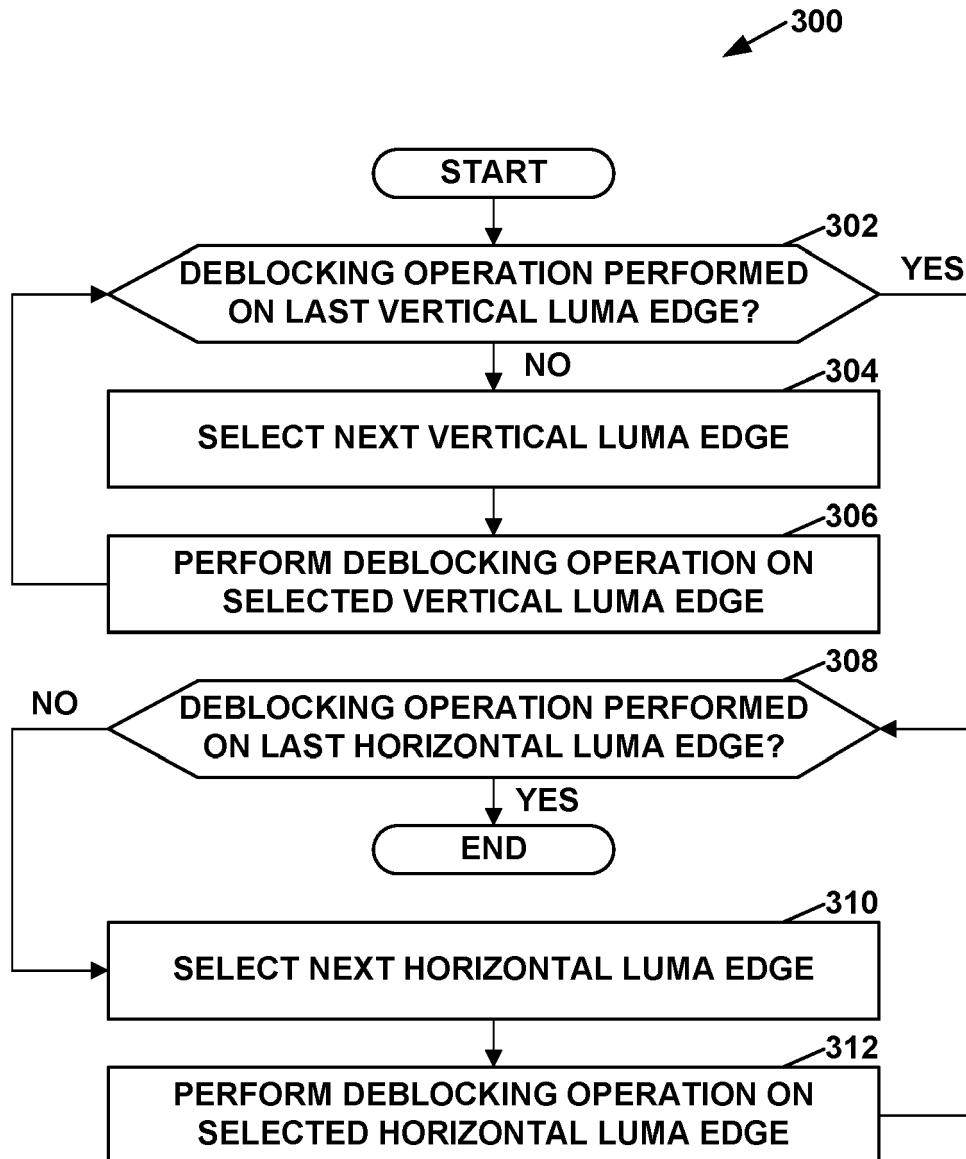 300
START
302
DEBLOCKING OPERATION PERFORMED
ON LAST VERTICAL LUMA EDGE?
YES
NO
304
SELECT NEXT VERTICAL LUMA EDGE
306
PERFORM DEBLOCKING OPERATION ON
SELECTED VERTICAL LUMA EDGE
308
NO
DEBLOCKING OPERATION PERFORMED
ON LAST HORIZONTAL LUMA EDGE?
YES
END
310
SELECT NEXT HORIZONTAL LUMA EDGE
312
PERFORM DEBLOCKING OPERATION ON
SELECTED HORIZONTAL LUMA EDGE